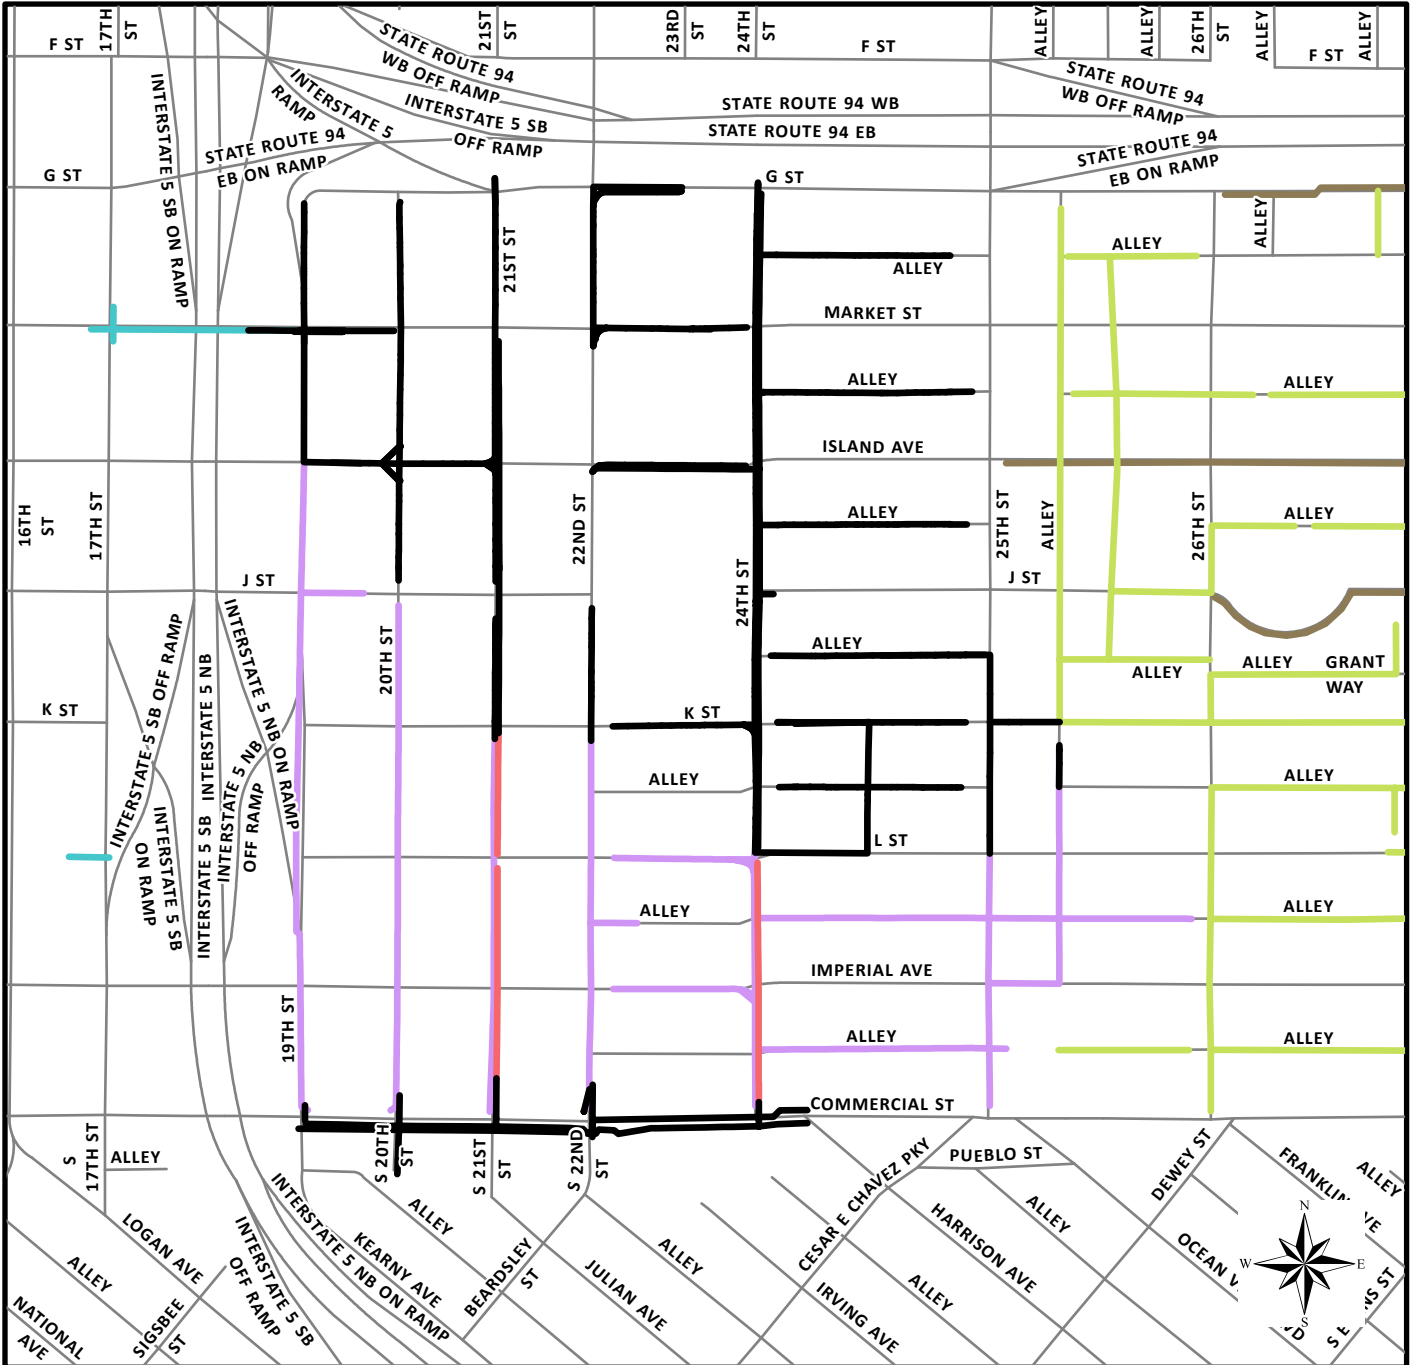 17TH
ST
21ST
ST
23RD
ST
24TH
ST
ALLEY
ALLEY
26TH
ST
ALLEY
ALLEY
F ST
F ST
F ST
STATE ROUTE 94
WB OFF RAMP
INTERSTATE 5
RAMP
INTERSTATE 5 SB
OFF RAMP
STATE ROUTE 94 WB
STATE ROUTE 94 EB
STATE ROUTE 94
WB OFF RAMP
STATE ROUTE 94
EB ON RAMP
STATE ROUTE 94
EB ON RAMP
INTERSTATE 5 SB ON RAMP
G ST
G ST
21ST ST
ALLEY
ALLEY
ALLEY
MARKET ST
ALLEY
ALLEY
ISLAND AVE
16TH
ST
17TH ST
22ND ST
ALLEY
25TH ST
ALLEY
26TH ST
ALLEY
J ST
J ST
24TH ST
20TH ST
ALLEY
ALLEY
ALLEY
GRANT
WAY
INTERSTATE 5 SB OFF RAMP
INTERSTATE 5 NB
INTERSTATE 5 NB ON RAMP
K ST
K ST
ALLEY
ALLEY
INTERSTATE 5 SB
ON RAMP
INTERSTATE 5 SB
INTERSTATE 5 NB
OFF RAMP
L ST
ALLEY
ALLEY
IMPERIAL AVE
19TH ST
ALLEY
ALLEY
COMMERCIAL ST
S
17TH ST
ALLEY
S 20TH
ST
S 21ST
ST
S 22ND
ST
CESAR E CHAVEZ PKY
PUEBLO ST
DEWEY ST
ALLEY
LOGAN AVE
ALLEY
SIGSBEE
ST
NATIONAL
AVE
INTERSTATE 5 SB
OFF RAMP
INTERSTATE 5 NB ON RAMP
KEARNY AVE
ALLEY
BEARDSLEY
ST
JULIAN AVE
ALLEY
IRVING AVE
ALLEY
HARRISON AVE
ALLEY
OCEAN
N
W
E
S